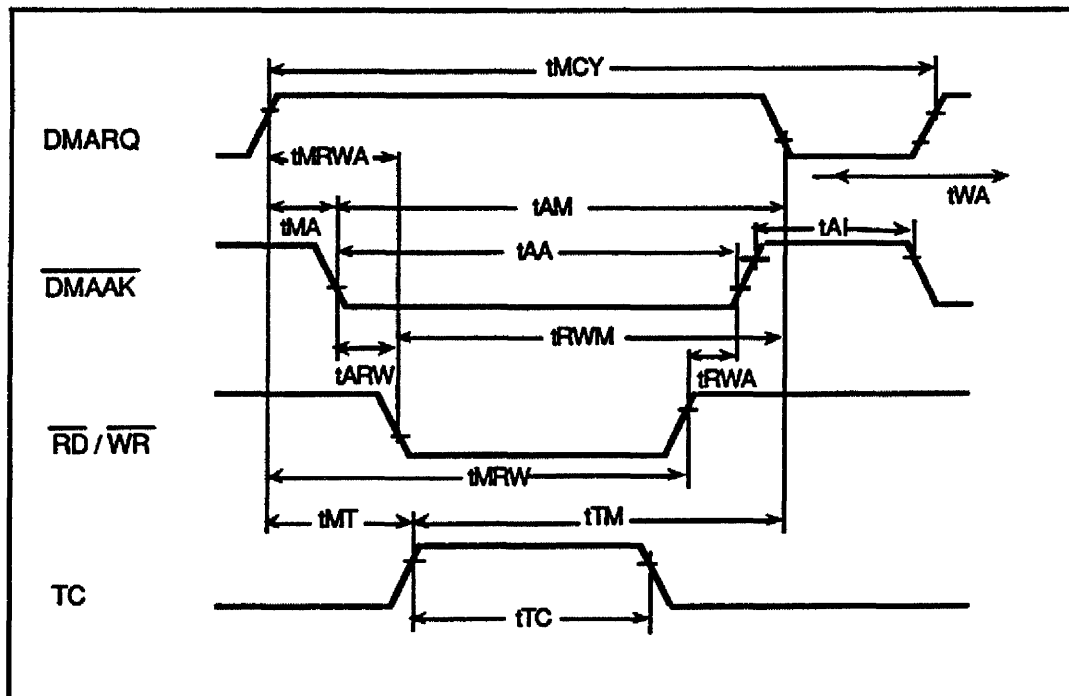 tMCY
DMARQ
tMRWA
tWA
tMA
tAM
tAI
tAA
DMAAK
tRWM
tARW
tRWA
RD / WR
tMRW
tMT
tTM
TC
tTC